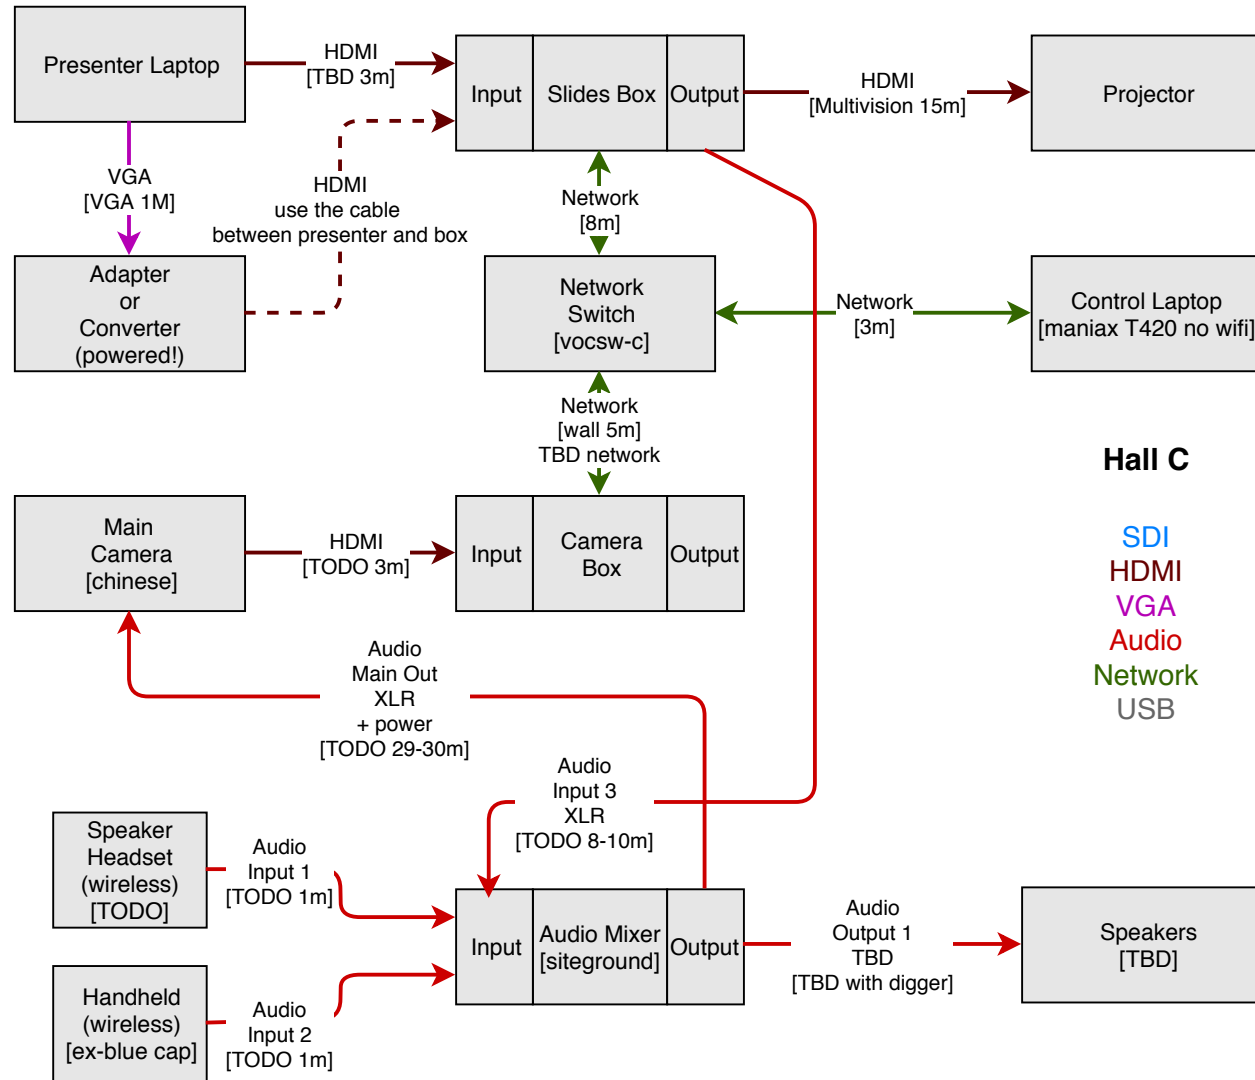 Presenter Laptop
HDMI
[TBD 3m]
Input
Slides Box
Output
HDMI
[Multivision 15m]
Projector
VGA
[VGA 1M]
HDMI
use the cable
between presenter and box
Network
[8m]
Adapter
or
Converter
(powered!)
Network
Switch
[vocsw-c]
Network
[3m]
Control Laptop
[maniax T420 no wifi]
Network
[wall 5m]
TBD network
Hall C
SDI
HDMI
VGA
Audio
Network
USB
Main
Camera
[chinese]
HDMI
[TODO 3m]
Input
Camera
Box
Output
Audio
Main Out
XLR
+ power
[TODO 29-30m]
Audio
Input 3
XLR
[TODO 8-10m]
Speaker
Headset
(wireless)
[TODO]
Audio
Input 1
[TODO 1m]
Input
Audio Mixer
[siteground]
Output
Audio
Output 1
TBD
[TBD with digger]
Speakers
[TBD]
Handheld
(wireless)
[ex-blue cap]
Audio
Input 2
[TODO 1m]